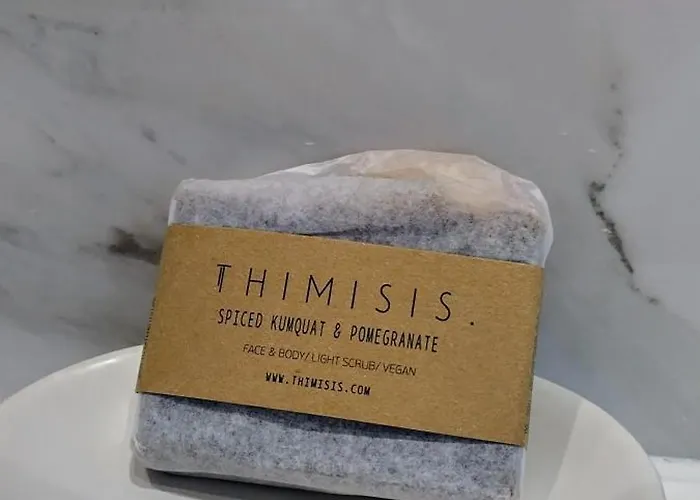 THIMISIS.
SPICED KUMQUAT & POMEGRANATE
FACE & BODY/ LIGHT SCRUB/ VEGAN
WWW.THIMISIS.COM